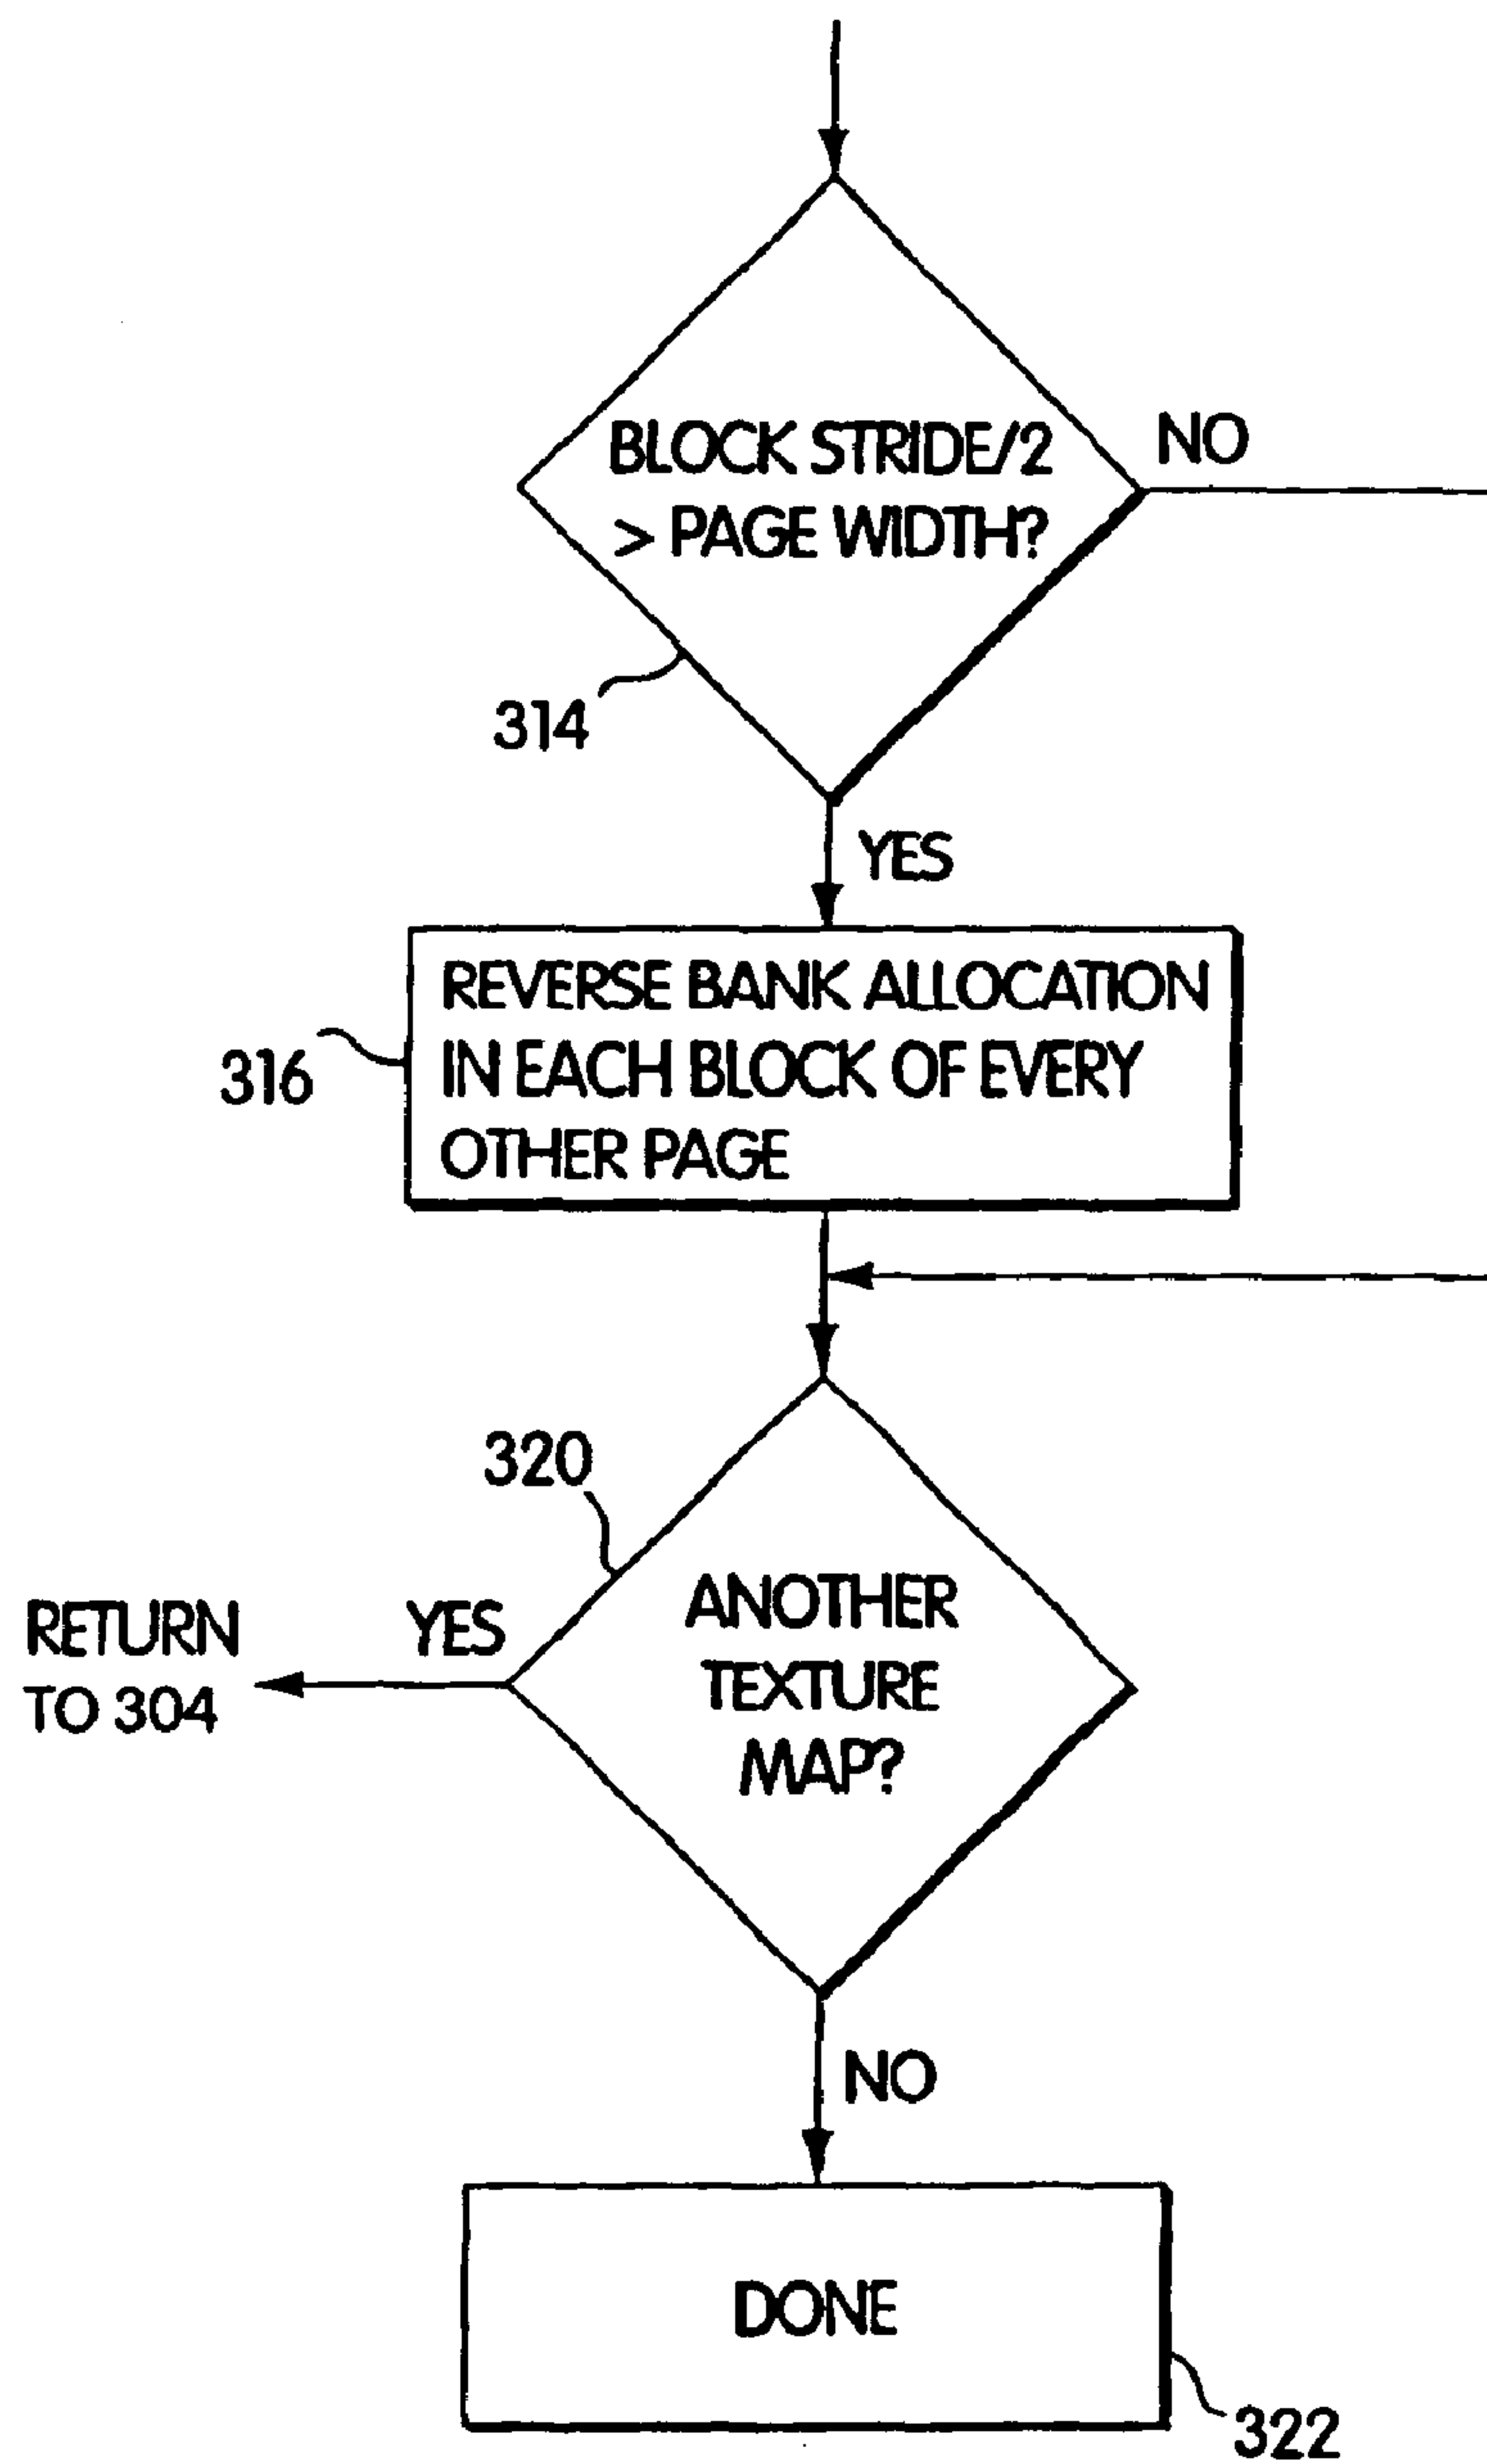 BLOCK STRIDE/2
> PAGE WIDTH?
NO
314
YES
REVERSE BANK ALLOCATION
IN EACH BLOCK OF EVERY
OTHER PAGE
316
320
ANOTHER
TEXTURE
MAP?
YES
RETURN
TO 304
NO
DONE
322